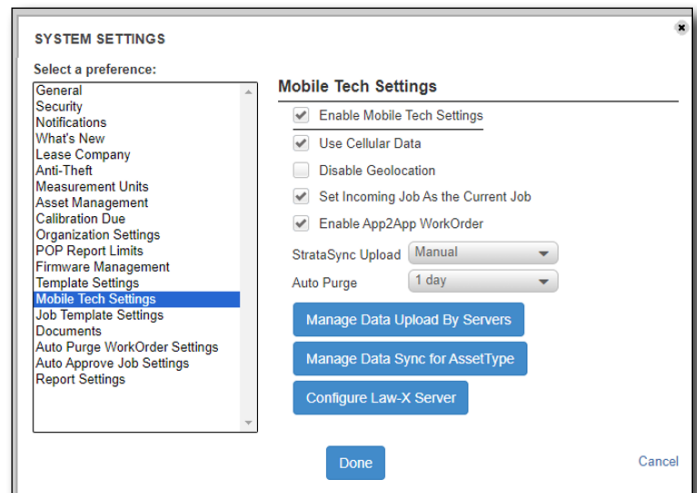 SYSTEM SETTINGS
Select a preference:
General
Security
Notifications
What's New
Lease Company
Anti-Theft
Measurement Units
Asset Management
Calibration Due
Organization Settings
POP Report Limits
Firmware Management
Template Settings
Mobile Tech Settings
Job Template Settings
Documents
Auto Purge WorkOrder Settings
Auto Approve Job Settings
Report Settings
Mobile Tech Settings
Enable Mobile Tech Settings
Use Cellular Data
Disable Geolocation
Set Incoming Job As the Current Job
Enable App2App WorkOrder
StrataSync Upload Manual
Auto Purge 1 day
Manage Data Upload By Servers
Manage Data Sync for AssetType
Configure Law-X Server
Done
Cancel